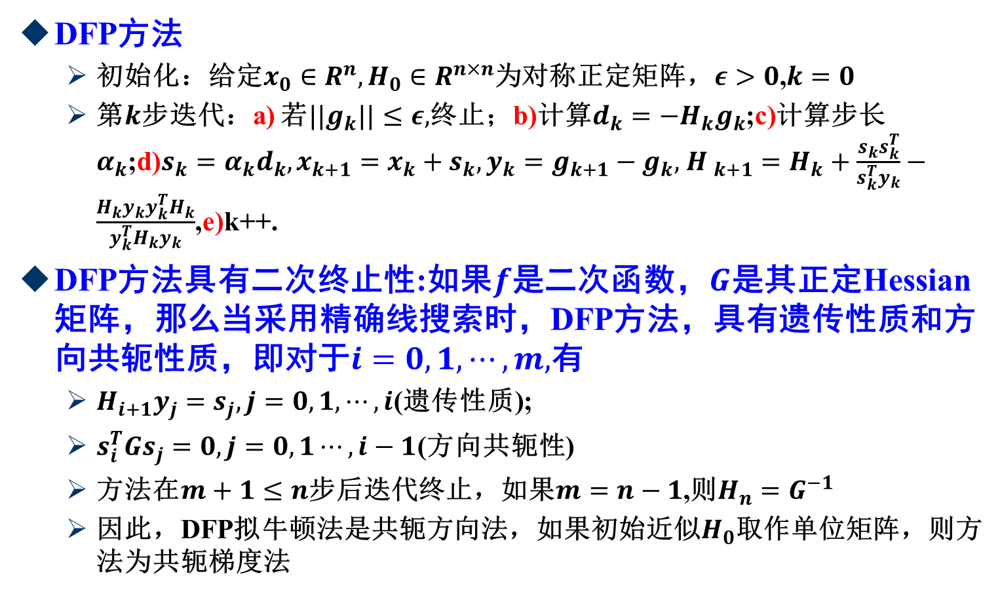 ◆DFP方法
➢ 初始化：给定$x_0 \in R^n, H_0 \in R^{n \times n}$为对称正定矩阵，$\epsilon > 0$,$k = 0$
➢ 第$k$步迭代：a) 若$||g_k|| \leq \epsilon$,终止；b)计算$d_k = -H_k g_k$;c)计算步长
$\alpha_k$;d)$s_k = \alpha_k d_k, x_{k+1} = x_k + s_k, y_k = g_{k+1} - g_k, H_{k+1} = H_k + \frac{s_k s_k^T}{s_k^T y_k} -$
$\frac{H_k y_k y_k^T H_k}{y_k^T H_k y_k}$,e)k++.
◆DFP方法具有二次终止性:如果$f$是二次函数，$G$是其正定Hessian
矩阵，那么当采用精确线搜索时，DFP方法，具有遗传性质和方
向共轭性质，即对于$i = 0, 1, \cdots, m$,有
➢ $H_{i+1} y_j = s_j, j = 0, 1, \cdots, i$(遗传性质);
➢ $s_i^T G s_j = 0, j = 0, 1 \cdots, i - 1$(方向共轭性)
➢ 方法在$m + 1 \leq n$步后迭代终止，如果$m = n - 1$,则$H_n = G^{-1}$
➢ 因此，DFP拟牛顿法是共轭方向法，如果初始近似$H_0$取作单位矩阵，则方
法为共轭梯度法